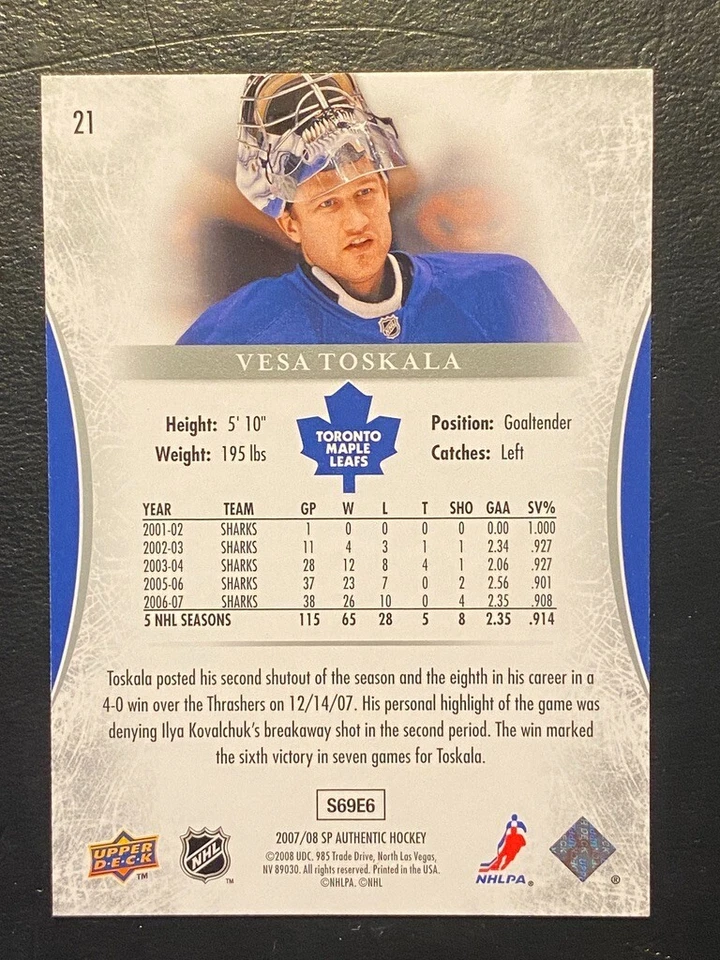 21
VESA TOSKALA
Height: 5' 10"
Weight: 195 lbs
TORONTO
MAPLE
LEAFS
Position: Goaltender
Catches: Left
YEAR TEAM GP W L T SHO GAA SV%
2001-02 SHARKS 1 0 0 0 0 0.00 1.000
2002-03 SHARKS 11 4 3 1 1 2.34 .927
2003-04 SHARKS 28 12 8 4 1 2.06 .927
2005-06 SHARKS 37 23 7 0 2 2.56 .901
2006-07 SHARKS 38 26 10 0 4 2.35 .908
5 NHL SEASONS 115 65 28 5 8 2.35 .914
Toskala posted his second shutout of the season and the eighth in his career in a
4-0 win over the Thrashers on 12/14/07. His personal highlight of the game was
denying Ilya Kovalchuk's breakaway shot in the second period. The win marked
the sixth victory in seven games for Toskala.
S69E6
2007/08 SP AUTHENTIC HOCKEY
©2008 UDC. 985 Trade Drive, North Las Vegas,
NV 89030. All rights reserved. Printed in the USA.
©NHLPA. ©NHL
UPPER
D·E·C·K
TM
NHL
TM
NHLPA®
®